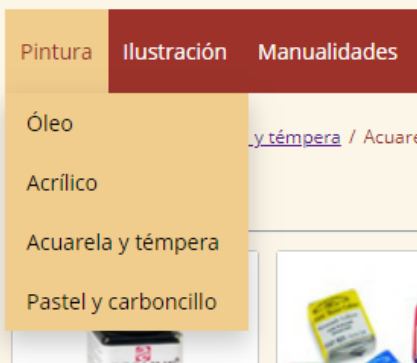 Pintura Ilustración Manualidades
Óleo
y témpera / Acuare
Acrílico
Acuarela y témpera
Pastel y carboncillo